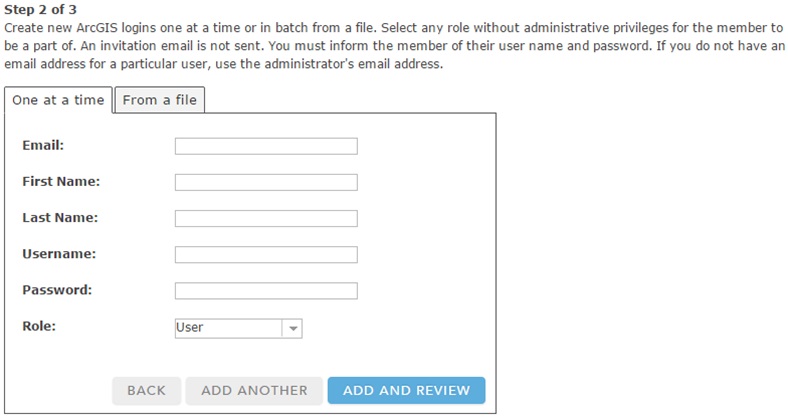 Step 2 of 3
Create new ArcGIS logins one at a time or in batch from a file. Select any role without administrative privileges for the member to
be a part of. An invitation email is not sent. You must inform the member of their user name and password. If you do not have an
email address for a particular user, use the administrator's email address.
One at a time From a file
Email:
First Name:
Last Name:
Username:
Password:
Role: User
BACK ADD ANOTHER ADD AND REVIEW